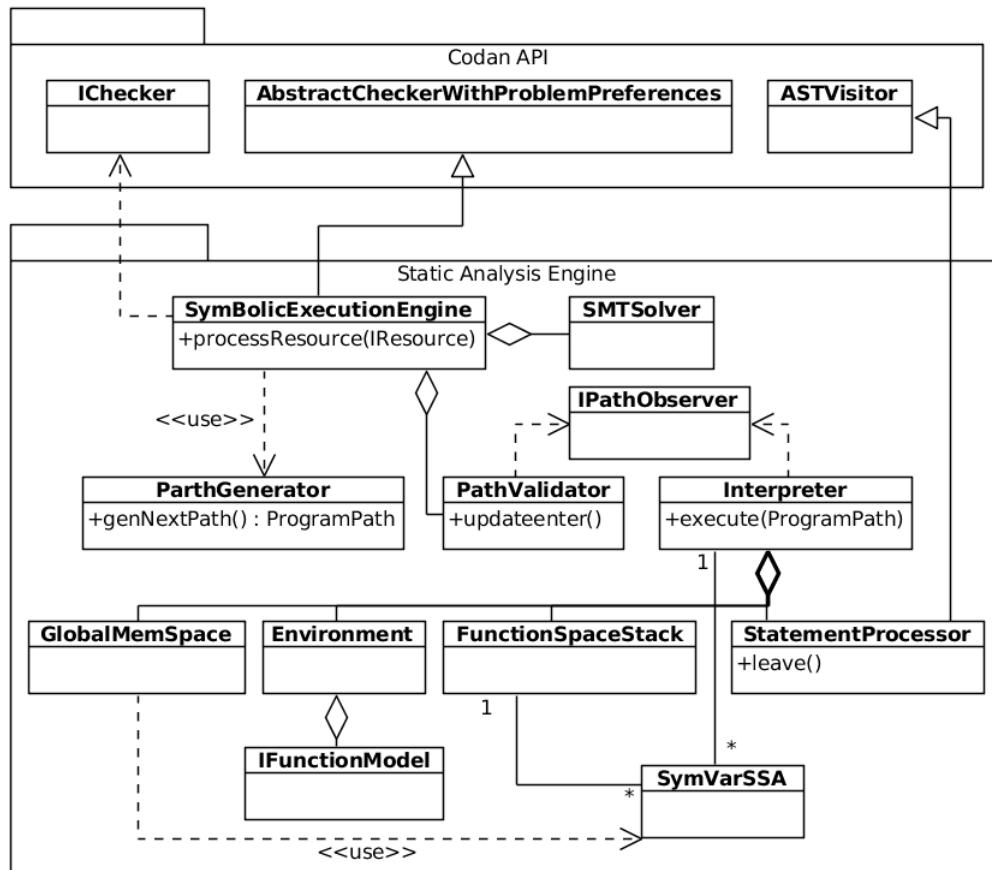 Codan API
IChecker
AbstractCheckerWithProblemPreferences
ASTVisitor
Static Analysis Engine
SymBolicExecutionEngine
+processResource(IResource)
SMTSolver
IPathObserver
<<use>>
ParthGenerator
+genNextPath() : ProgramPath
PathValidator
+updateenter()
Interpreter
+execute(ProgramPath)
1
GlobalMemSpace
Environment
FunctionSpaceStack
StatementProcessor
+leave()
1
*
IFunctionModel
SymVarSSA
*
<<use>>